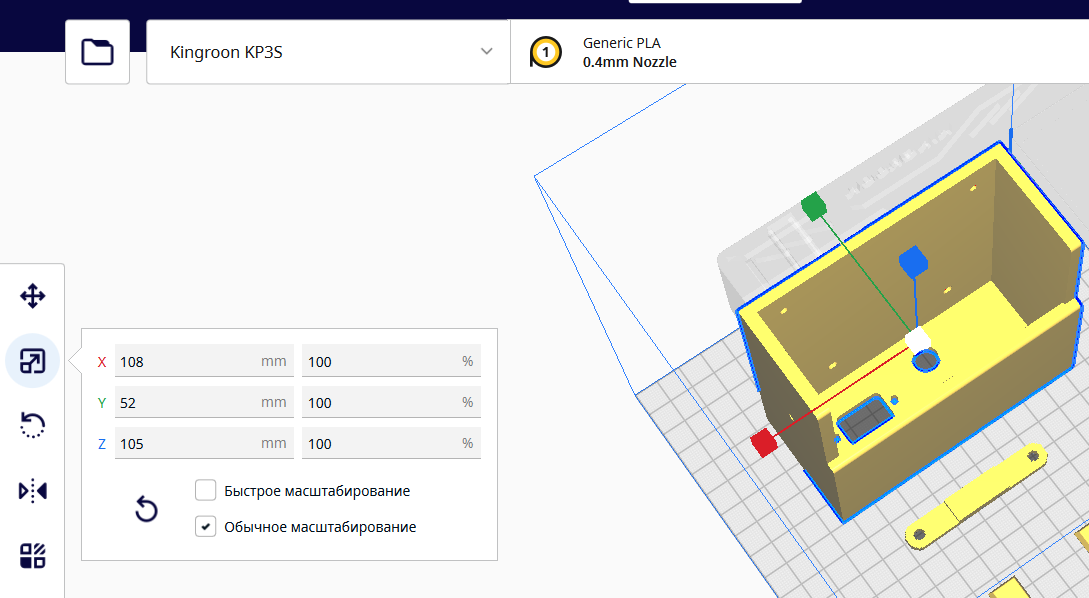 Kingroon KP3S
1
Generic PLA
0.4mm Nozzle
X 108 mm 100 %
Y 52 mm 100 %
Z 105 mm 100 %
Быстрое масштабирование
Обычное масштабирование